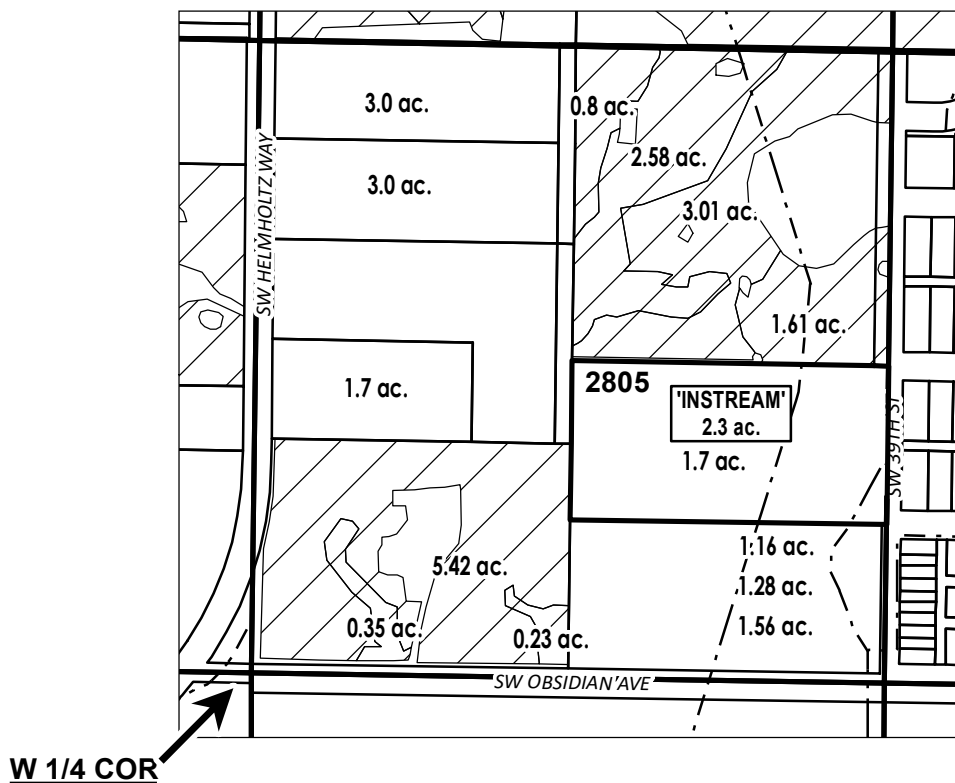 3.0 ac.
0.8 ac.
2.58 ac.
3.0 ac.
3.01 ac.
SW HELMHOLTZ WAY
1.61 ac.
1.7 ac.
2805
'INSTREAM'
2.3 ac.
1.7 ac.
SW 39TH ST
1.16 ac.
5.42 ac.
1.28 ac.
0.35 ac.
0.23 ac.
1.56 ac.
SW OBSIDIAN AVE
W 1/4 COR